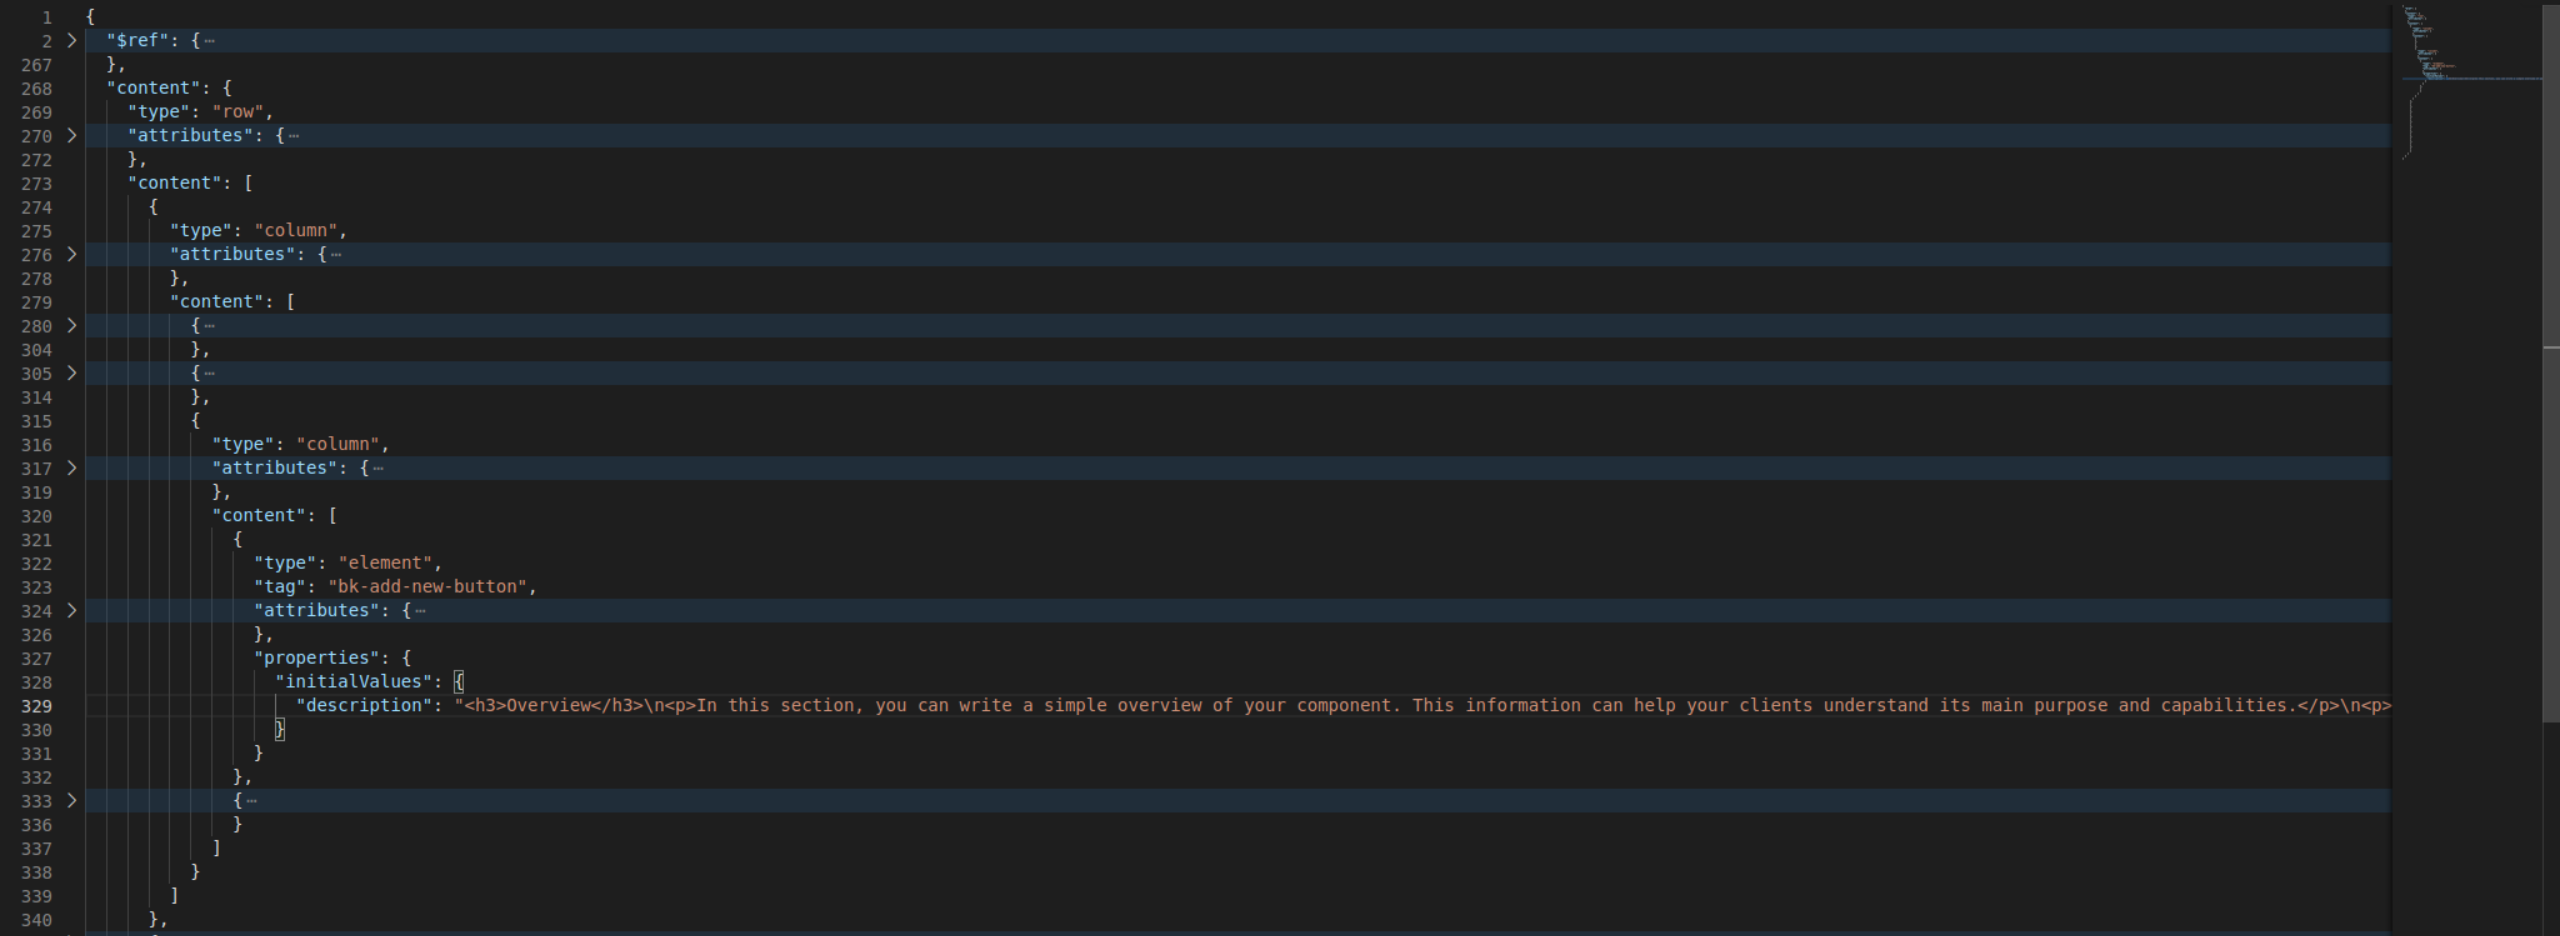 1 {
2 > "$ref": {⋯
267 },
268 "content": {
269 "type": "row",
270 > "attributes": {⋯
272 },
273 "content": [
274 {
275 "type": "column",
276 > "attributes": {⋯
278 },
279 "content": [
280 > {⋯
304 },
305 > {⋯
314 },
315 {
316 "type": "column",
317 > "attributes": {⋯
319 },
320 "content": [
321 {
322 "type": "element",
323 "tag": "bk-add-new-button",
324 > "attributes": {⋯
326 },
327 "properties": {
328 "initialValues": {
329 "description": "<h3>Overview</h3>\n<p>In this section, you can write a simple overview of your component. This information can help your clients understand its main purpose and capabilities.</p>\n<p>
330 }
331 }
332 },
333 > {⋯
336 }
337 ]
338 }
339 ]
340 },